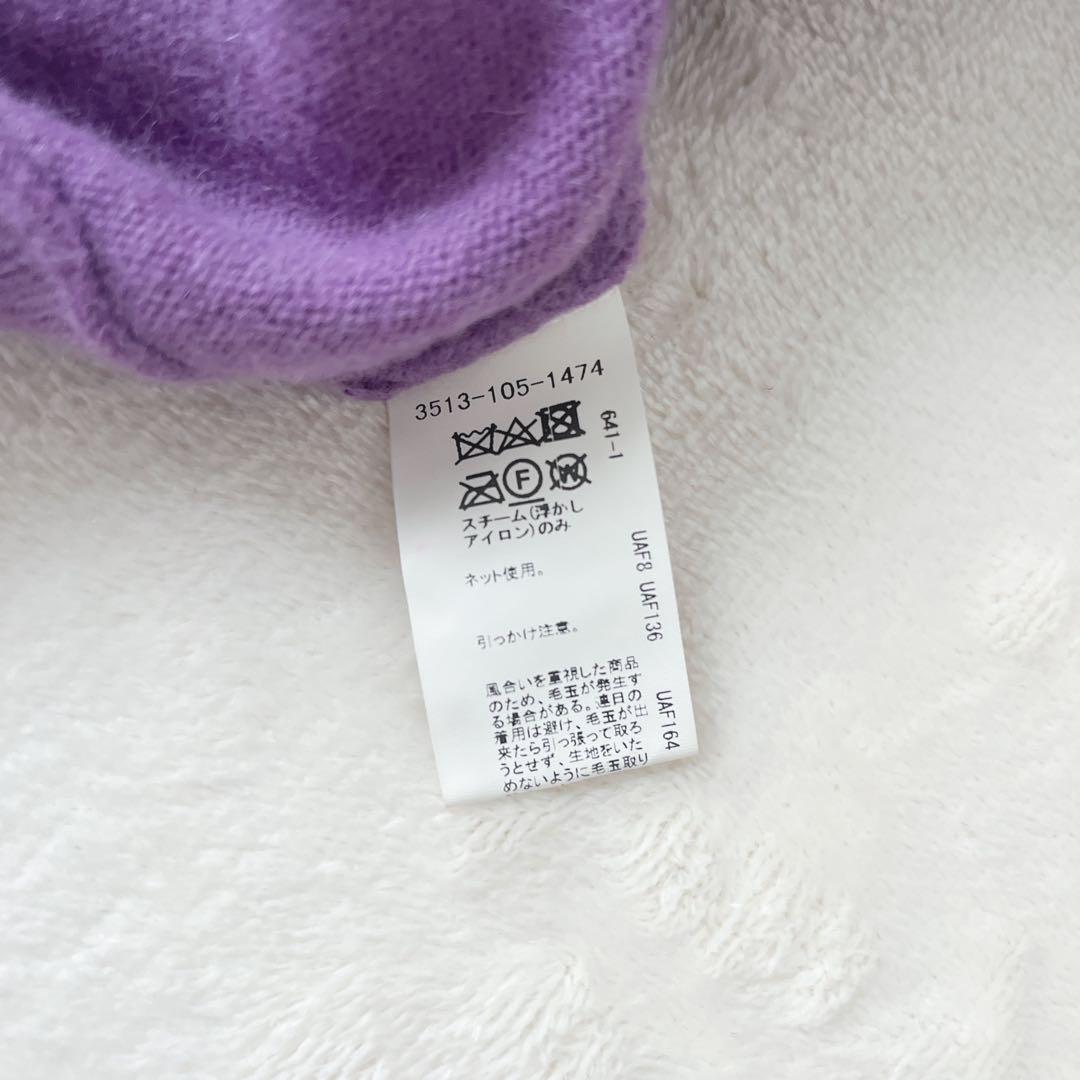 3513-105-1474
641-1
F
W
スチーム(浮かし
アイロン)のみ
ネット使用。
引っかけ注意。
風合いを重視した商品
のため、毛玉が発生す
る場合がある。連日の
着用は避け、毛玉が出
来たら引っ張って取ろ
うとせず、生地をいた
めないように毛玉取り
UAF8 UAF136
UAF164